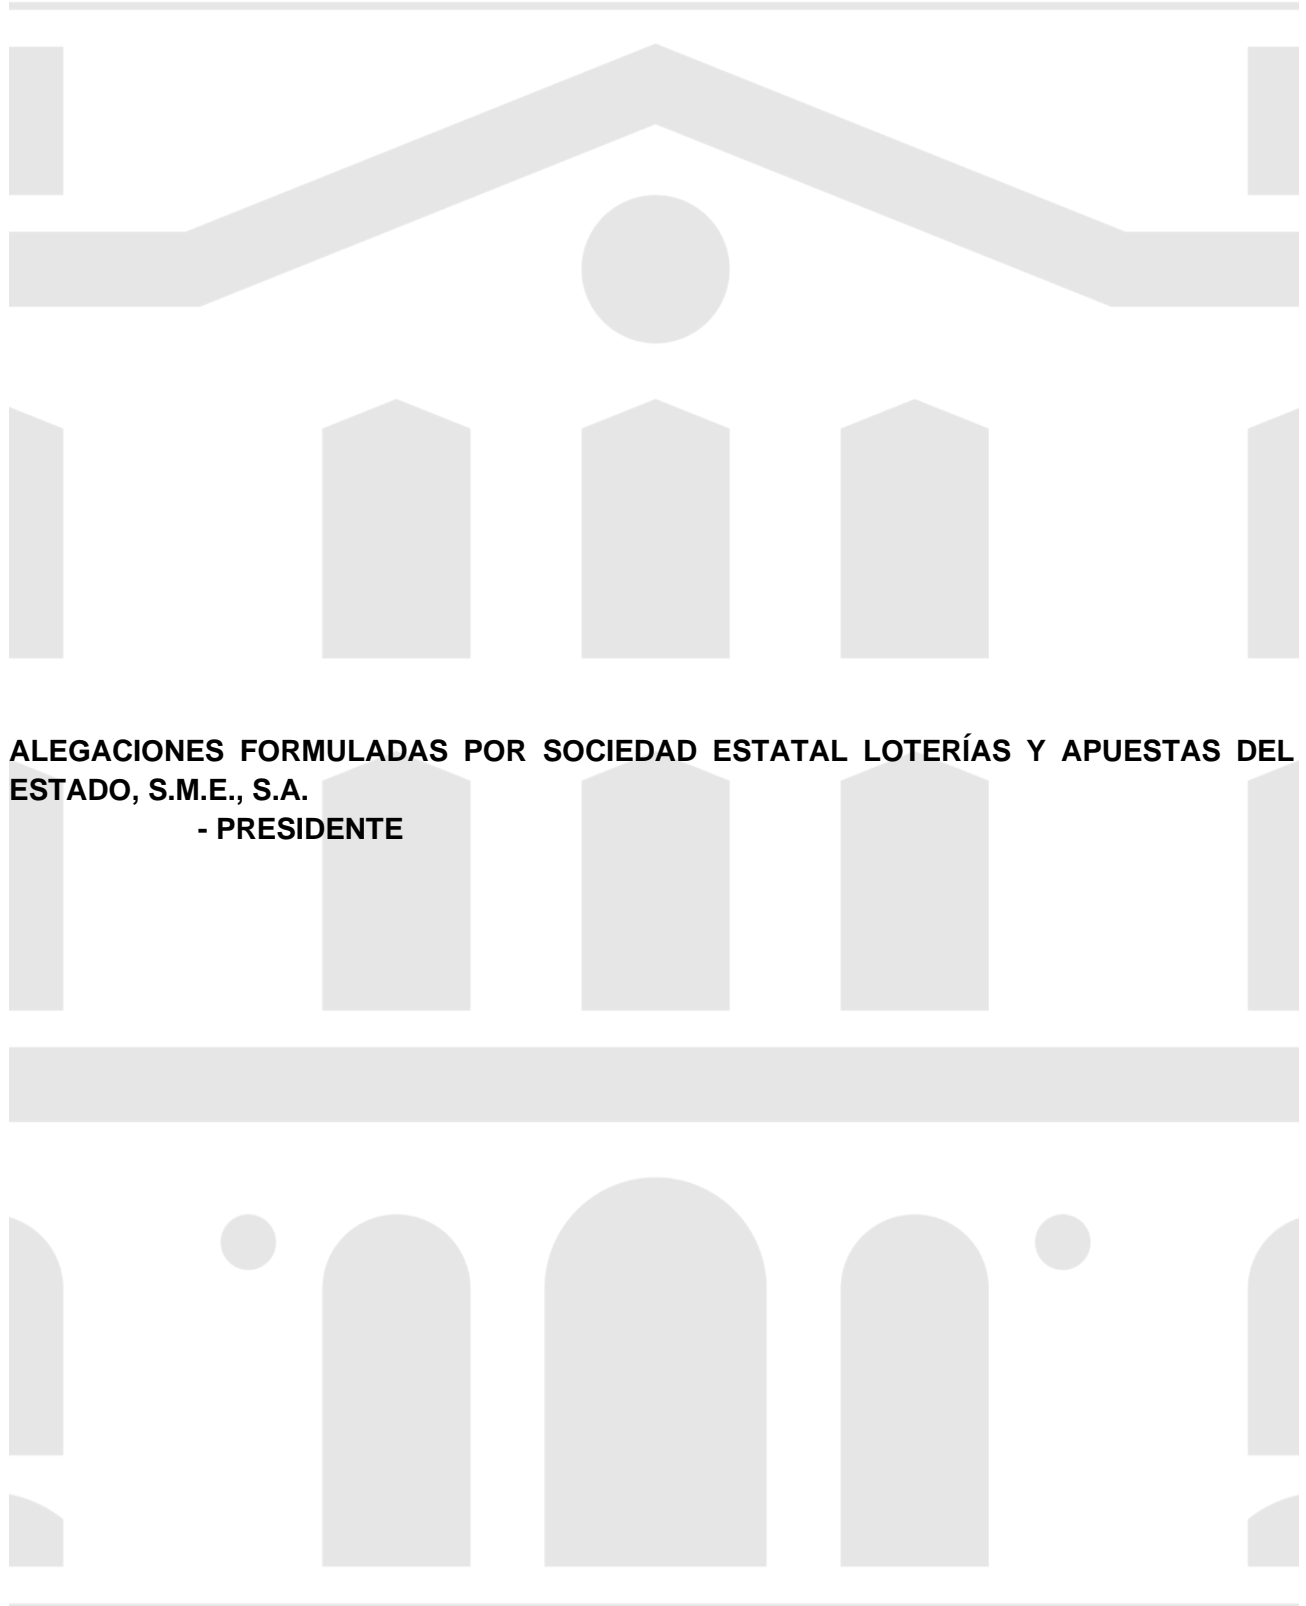 ALEGACIONES FORMULADAS POR SOCIEDAD ESTATAL LOTERÍAS Y APUESTAS DEL
ESTADO, S.M.E., S.A.
- PRESIDENTE